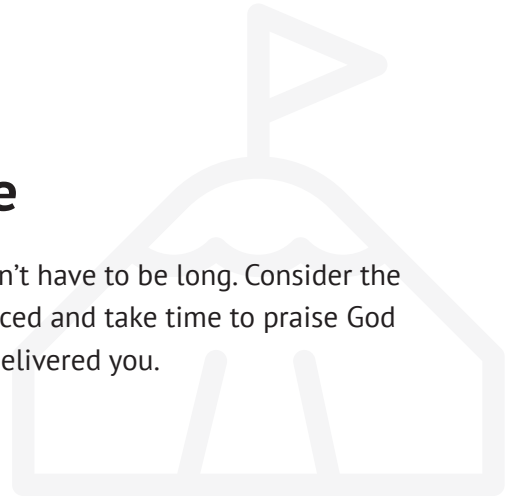 e
n't have to be long. Consider the
ced and take time to praise God
elivered you.